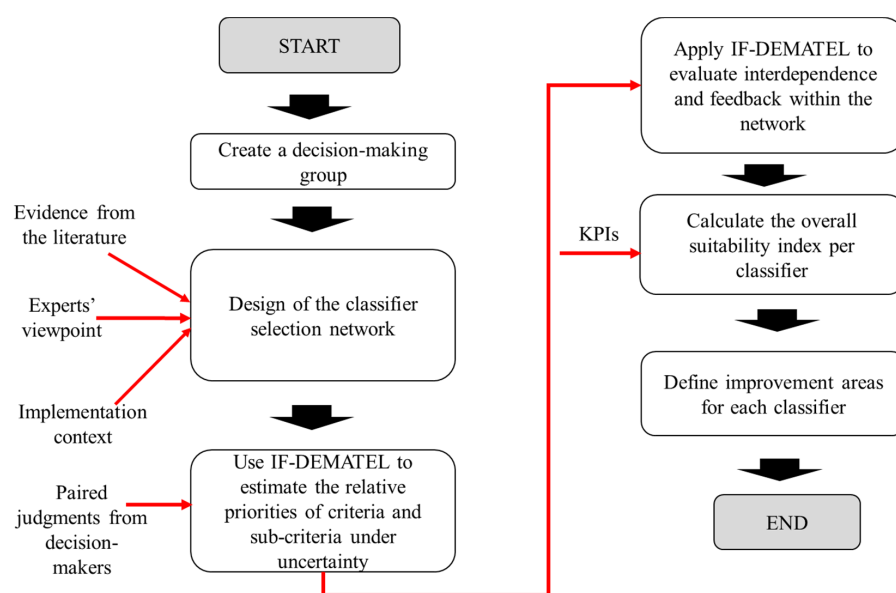 START
Create a decision-making
group
Evidence from
the literature
Experts’
viewpoint
Implementation
context
Design of the classifier
selection network
Paired
judgments from
decision-
makers
Use IF-DEMATEL to
estimate the relative
priorities of criteria and
sub-criteria under
uncertainty
Apply IF-DEMATEL to
evaluate interdependence
and feedback within the
network
KPIs
Calculate the overall
suitability index per
classifier
Define improvement areas
for each classifier
END